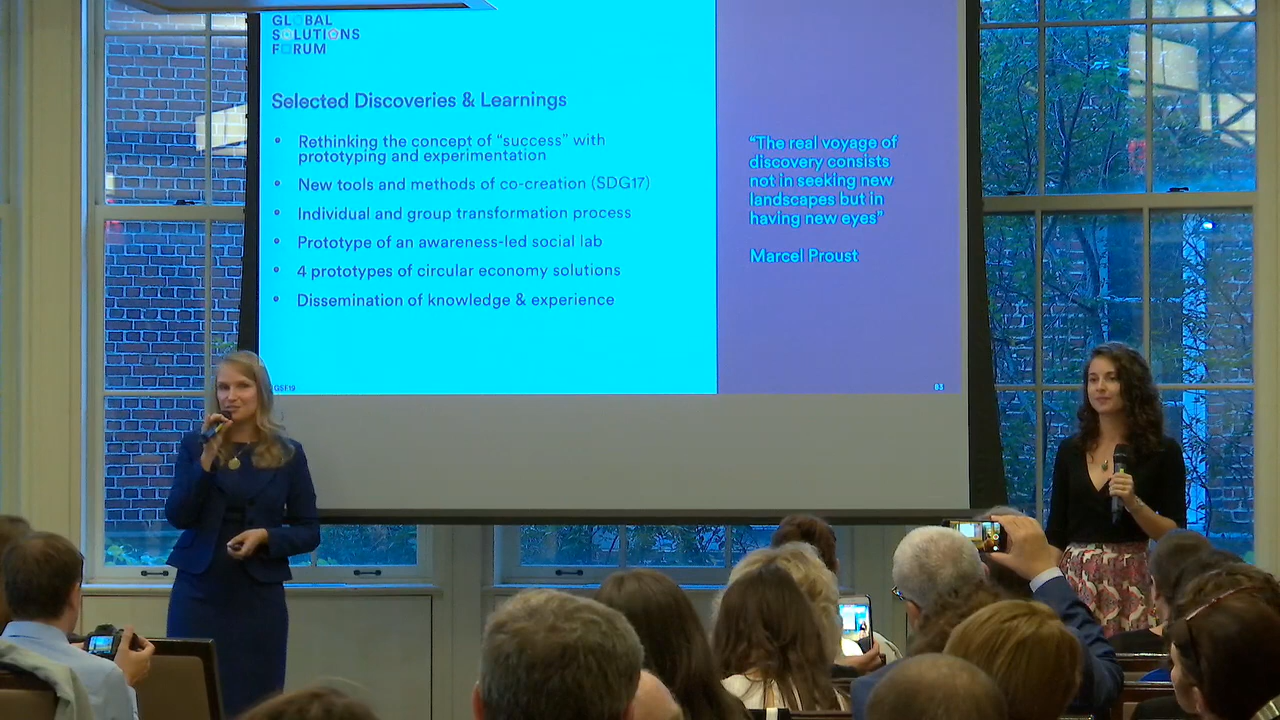 GLOBAL
SOLUTIONS
FORUM
Selected Discoveries & Learnings
• Rethinking the concept of “success” with
prototyping and experimentation
• New tools and methods of co-creation (SDG17)
• Individual and group transformation process
• Prototype of an awareness-led social lab
• 4 prototypes of circular economy solutions
• Dissemination of knowledge & experience
GSF19
“The real voyage of
discovery consists
not in seeking new
landscapes but in
having new eyes”
Marcel Proust
83